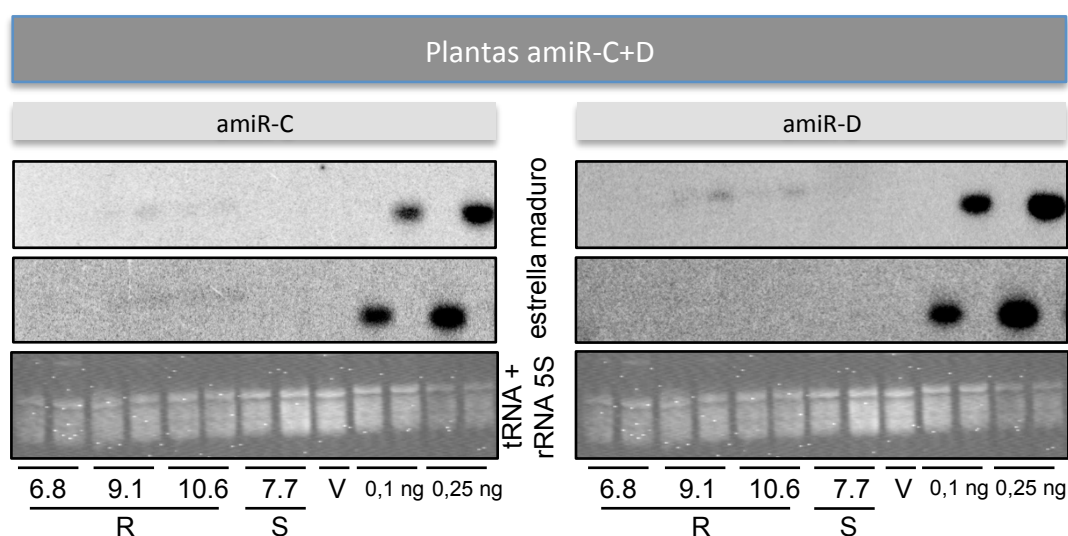 Plantas amiR-C+D
amiR-C
amiR-D
maduro
estrella
tRNA +
rRNA 5S
6.8 9.1 10.6 7.7 V 0,1 ng 0,25 ng
R S
6.8 9.1 10.6 7.7 V 0,1 ng 0,25 ng
R S